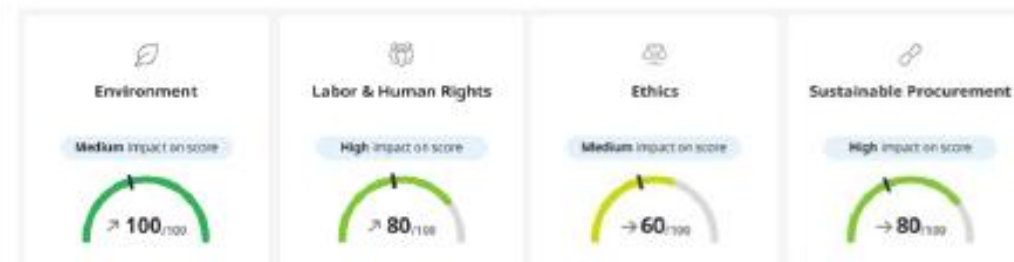 Environment
Labor & Human Rights
Ethics
Sustainable Procurement
Medium impact on score
High impact on score
Medium impact on score
High impact on score
↗ 100/100
↗ 80/100
→ 60/100
→ 80/100